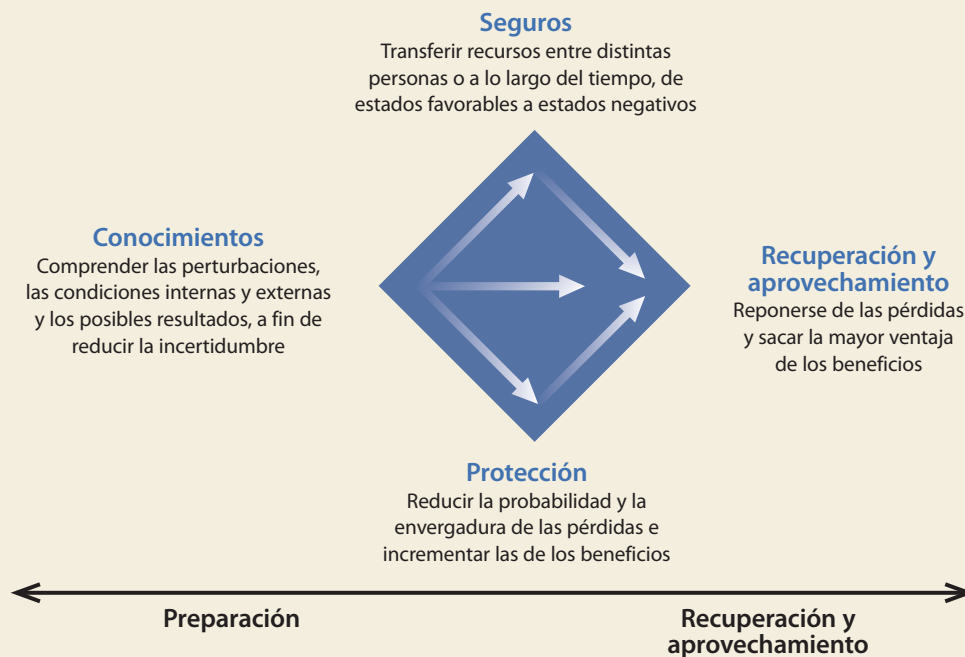 Seguros
Transferir recursos entre distintas
personas o a lo largo del tiempo, de
estados favorables a estados negativos
Conocimientos
Comprender las perturbaciones,
las condiciones internas y externas
y los posibles resultados, a fin de
reducir la incertidumbre
Recuperación y
aprovechamiento
Reponerse de las pérdidas
y sacar la mayor ventaja
de los beneficios
Protección
Reducir la probabilidad y la
envergadura de las pérdidas e
incrementar las de los beneficios
Preparación
Recuperación y
aprovechamiento